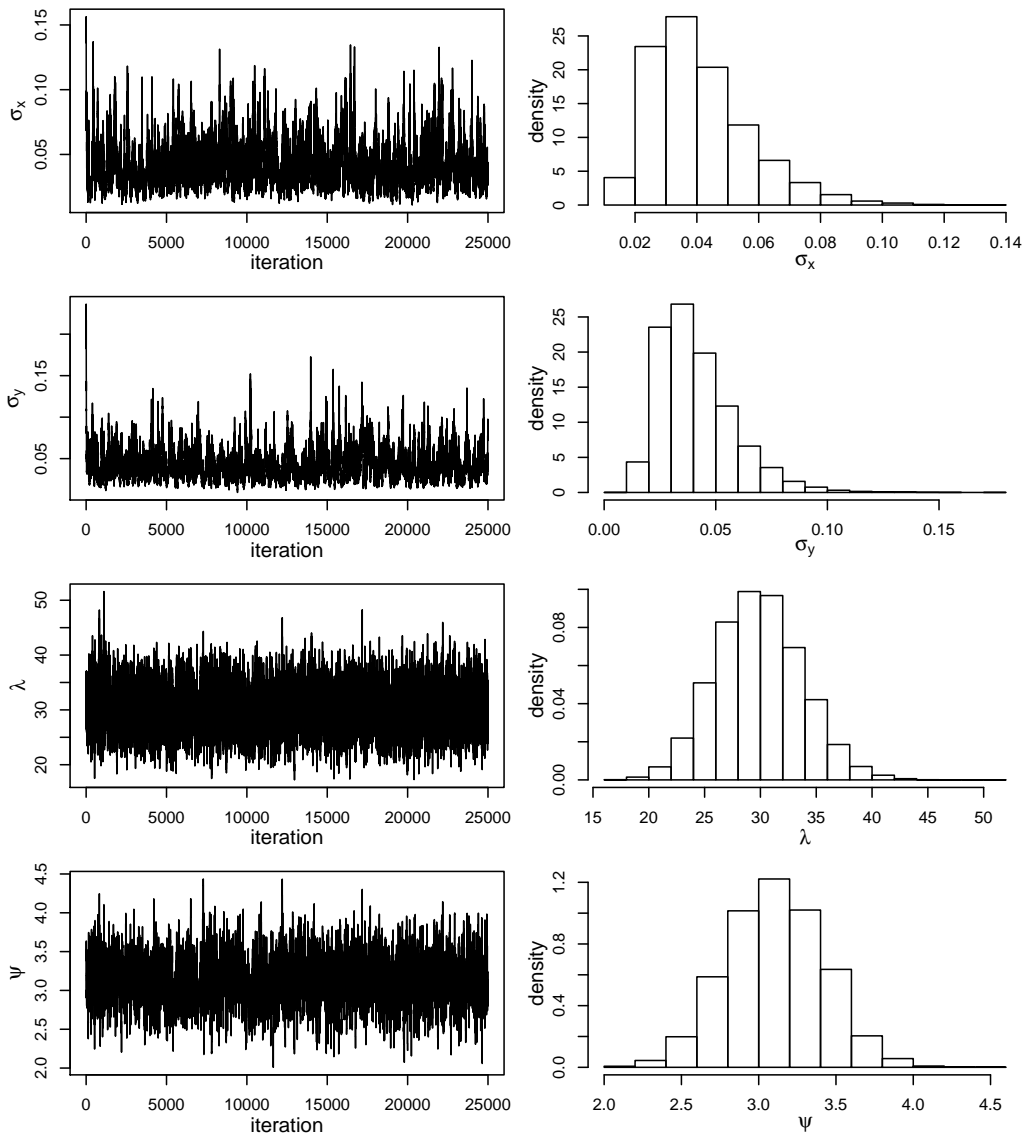 σx
0.05 0.10 0.15
0 5000 10000 15000 20000 25000
iteration
density
0 5 10 15 20 25
0.02 0.04 0.06 0.08 0.10 0.12 0.14
σx
σy
0.05 0.15
0 5000 10000 15000 20000 25000
iteration
density
0 5 10 15 20 25
0.00 0.05 0.10 0.15
σy
λ
20 30 40 50
0 5000 10000 15000 20000 25000
iteration
density
0.00 0.04 0.08
15 20 25 30 35 40 45 50
λ
ψ
2.0 2.5 3.0 3.5 4.0 4.5
0 5000 10000 15000 20000 25000
iteration
density
0.0 0.4 0.8 1.2
2.0 2.5 3.0 3.5 4.0 4.5
ψ